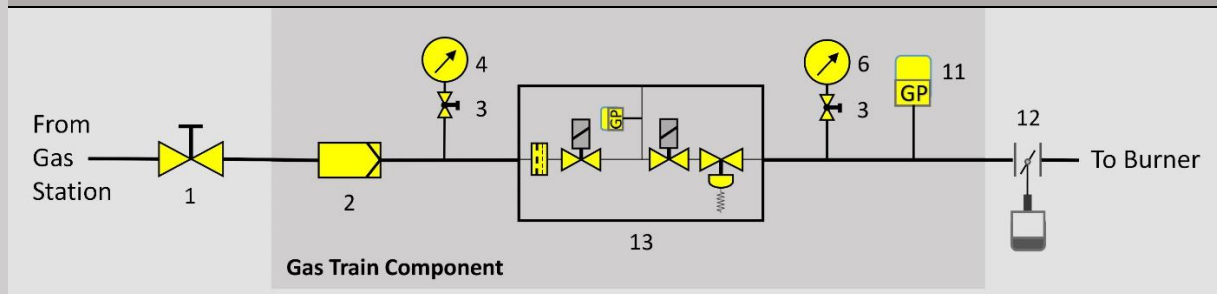 From
Gas
Station
1
2
4
3
GP
13
6
3
GP
11
12
To Burner
Gas Train Component